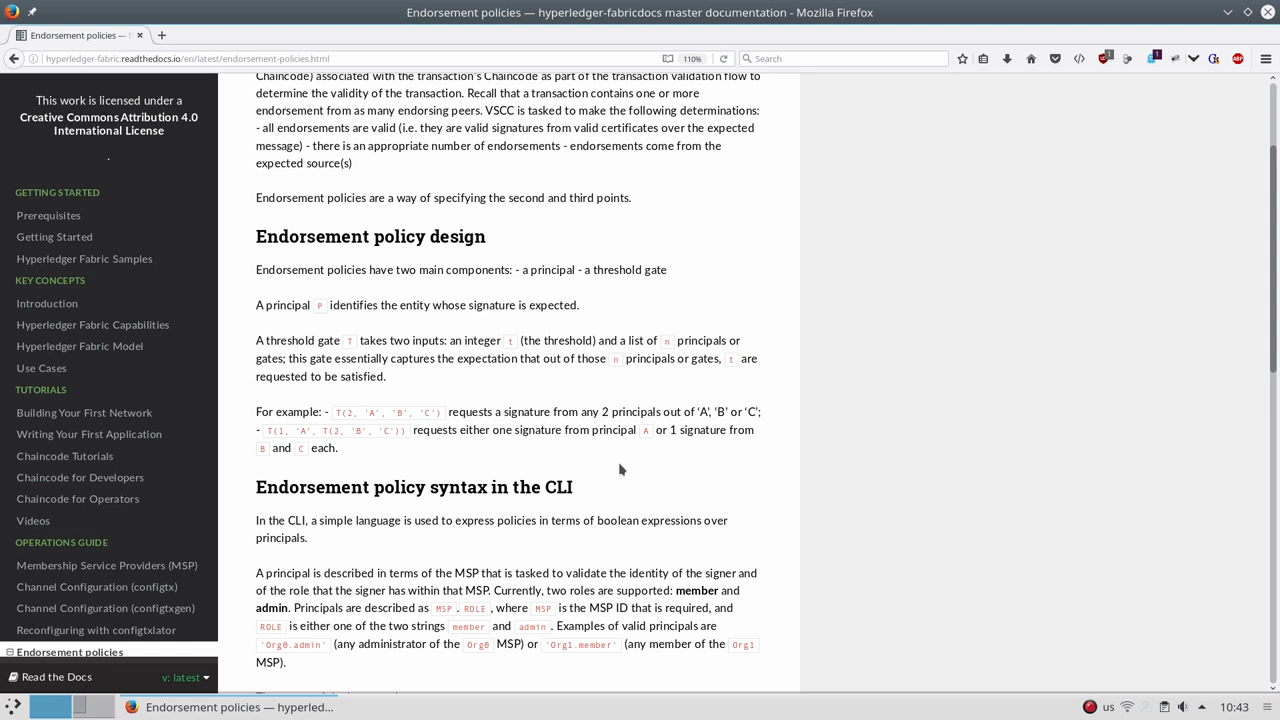 Endorsement policies — hyperledger-fabricdocs master documentation - Mozilla Firefox
Endorsement policies —
hyperledger-fabric.readthedocs.io/en/latest/endorsement-policies.html
110%
Search
1
1
ABP
This work is licensed under a
Creative Commons Attribution 4.0
International License
.
GETTING STARTED
Prerequisites
Getting Started
Hyperledger Fabric Samples
KEY CONCEPTS
Introduction
Hyperledger Fabric Capabilities
Hyperledger Fabric Model
Use Cases
TUTORIALS
Building Your First Network
Writing Your First Application
Chaincode Tutorials
Chaincode for Developers
Chaincode for Operators
Videos
OPERATIONS GUIDE
Membership Service Providers (MSP)
Channel Configuration (configtx)
Channel Configuration (configtxgen)
Reconfiguring with configtxlator
Endorsement policies
Read the Docs
v: latest
Chaincode) associated with the transaction's Chaincode as part of the transaction validation flow to
determine the validity of the transaction. Recall that a transaction contains one or more
endorsement from as many endorsing peers. VSCC is tasked to make the following determinations:
- all endorsements are valid (i.e. they are valid signatures from valid certificates over the expected
message) - there is an appropriate number of endorsements - endorsements come from the
expected source(s)
Endorsement policies are a way of specifying the second and third points.
Endorsement policy design
Endorsement policies have two main components: - a principal - a threshold gate
A principal P identifies the entity whose signature is expected.
A threshold gate T takes two inputs: an integer t (the threshold) and a list of n principals or
gates; this gate essentially captures the expectation that out of those n principals or gates, t are
requested to be satisfied.
For example: - T(2, 'A', 'B', 'C') requests a signature from any 2 principals out of ‘A’, ‘B’ or ‘C’;
- T(1, 'A', T(2, 'B', 'C')) requests either one signature from principal A or 1 signature from
B and C each.
Endorsement policy syntax in the CLI
In the CLI, a simple language is used to express policies in terms of boolean expressions over
principals.
A principal is described in terms of the MSP that is tasked to validate the identity of the signer and
of the role that the signer has within that MSP. Currently, two roles are supported: member and
admin. Principals are described as MSP . ROLE , where MSP is the MSP ID that is required, and
ROLE is either one of the two strings member and admin . Examples of valid principals are
'Org0.admin' (any administrator of the Org0 MSP) or 'Org1.member' (any member of the Org1
MSP).
Endorsement policies — hyperled...
us
10:43